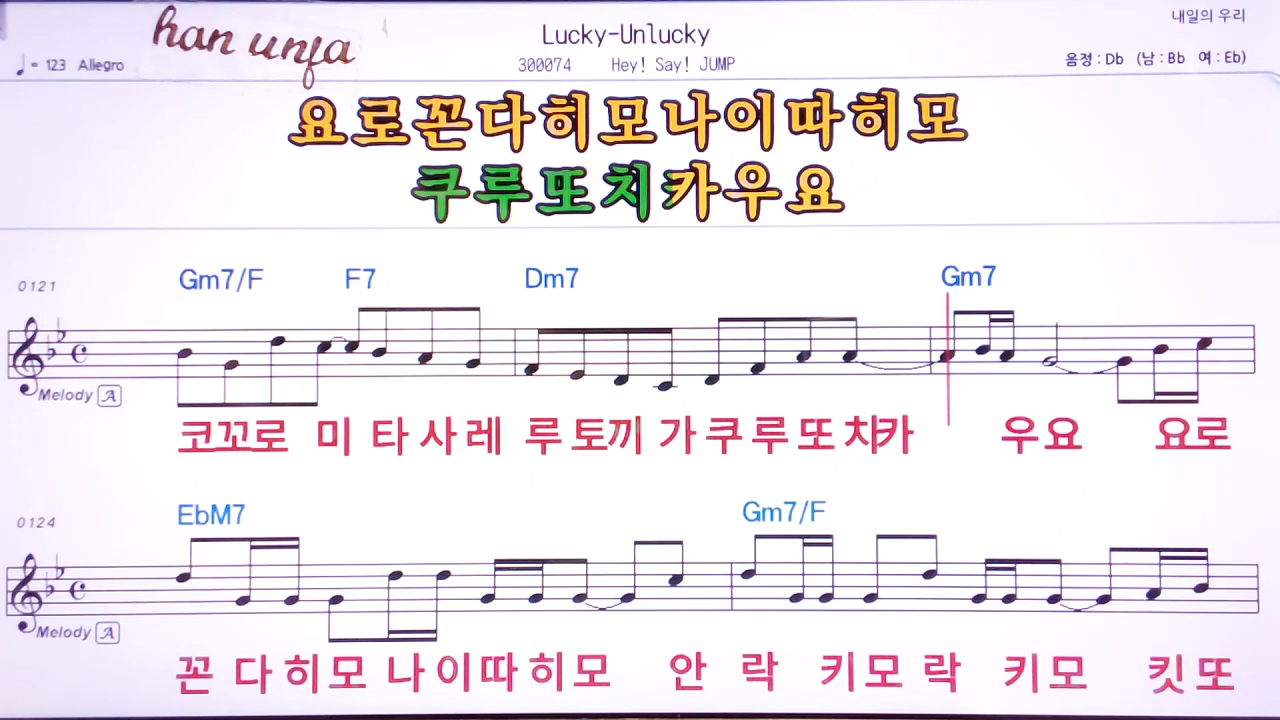 내일의 우리
han unfa
Lucky-Unlucky
♩= 123 Allegro
300074 Hey! Say! JUMP
음정 : Db (남 : Bb 여 : Eb)
요로꼰다히모나이따히모
쿠루또치카우요
0121 Gm7/F F7 Dm7 Gm7
Melody A
코꼬로 미 타 사 레 루 토끼 가 쿠 루 또 치카 우요 요로
0124 EbM7 Gm7/F
Melody A
꼰 다 히 모 나 이 따 히 모 안 락 키 모 락 키 모 킷 또